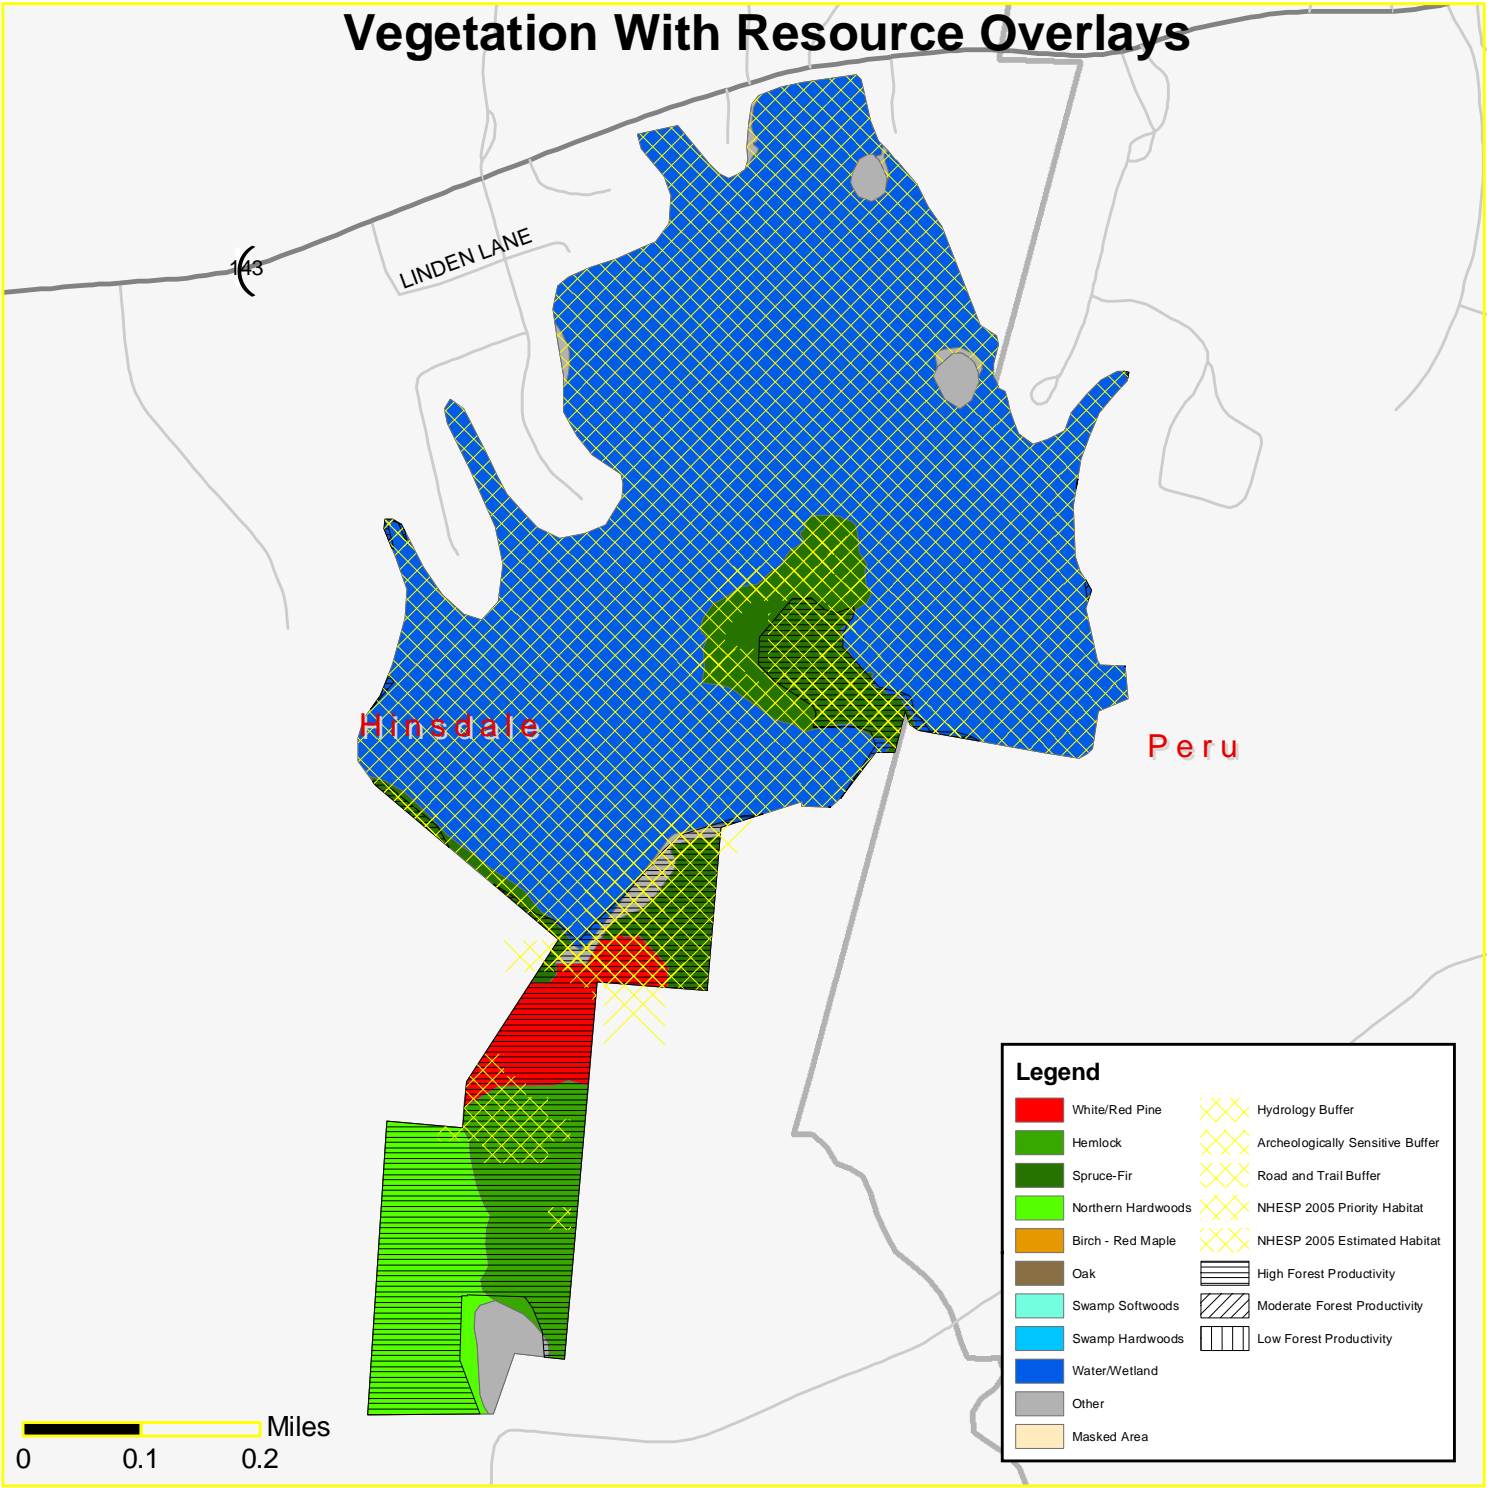 Vegetation With Resource Overlays
LINDEN LANE
143
Hinsdale
Peru
Legend
White/Red Pine
Hemlock
Spruce-Fir
Northern Hardwoods
Birch - Red Maple
Oak
Swamp Softwoods
Swamp Hardwoods
Water/Wetland
Other
Masked Area
Hydrology Buffer
Archeologically Sensitive Buffer
Road and Trail Buffer
NHESP 2005 Priority Habitat
NHESP 2005 Estimated Habitat
High Forest Productivity
Moderate Forest Productivity
Low Forest Productivity
Miles
0 0.1 0.2